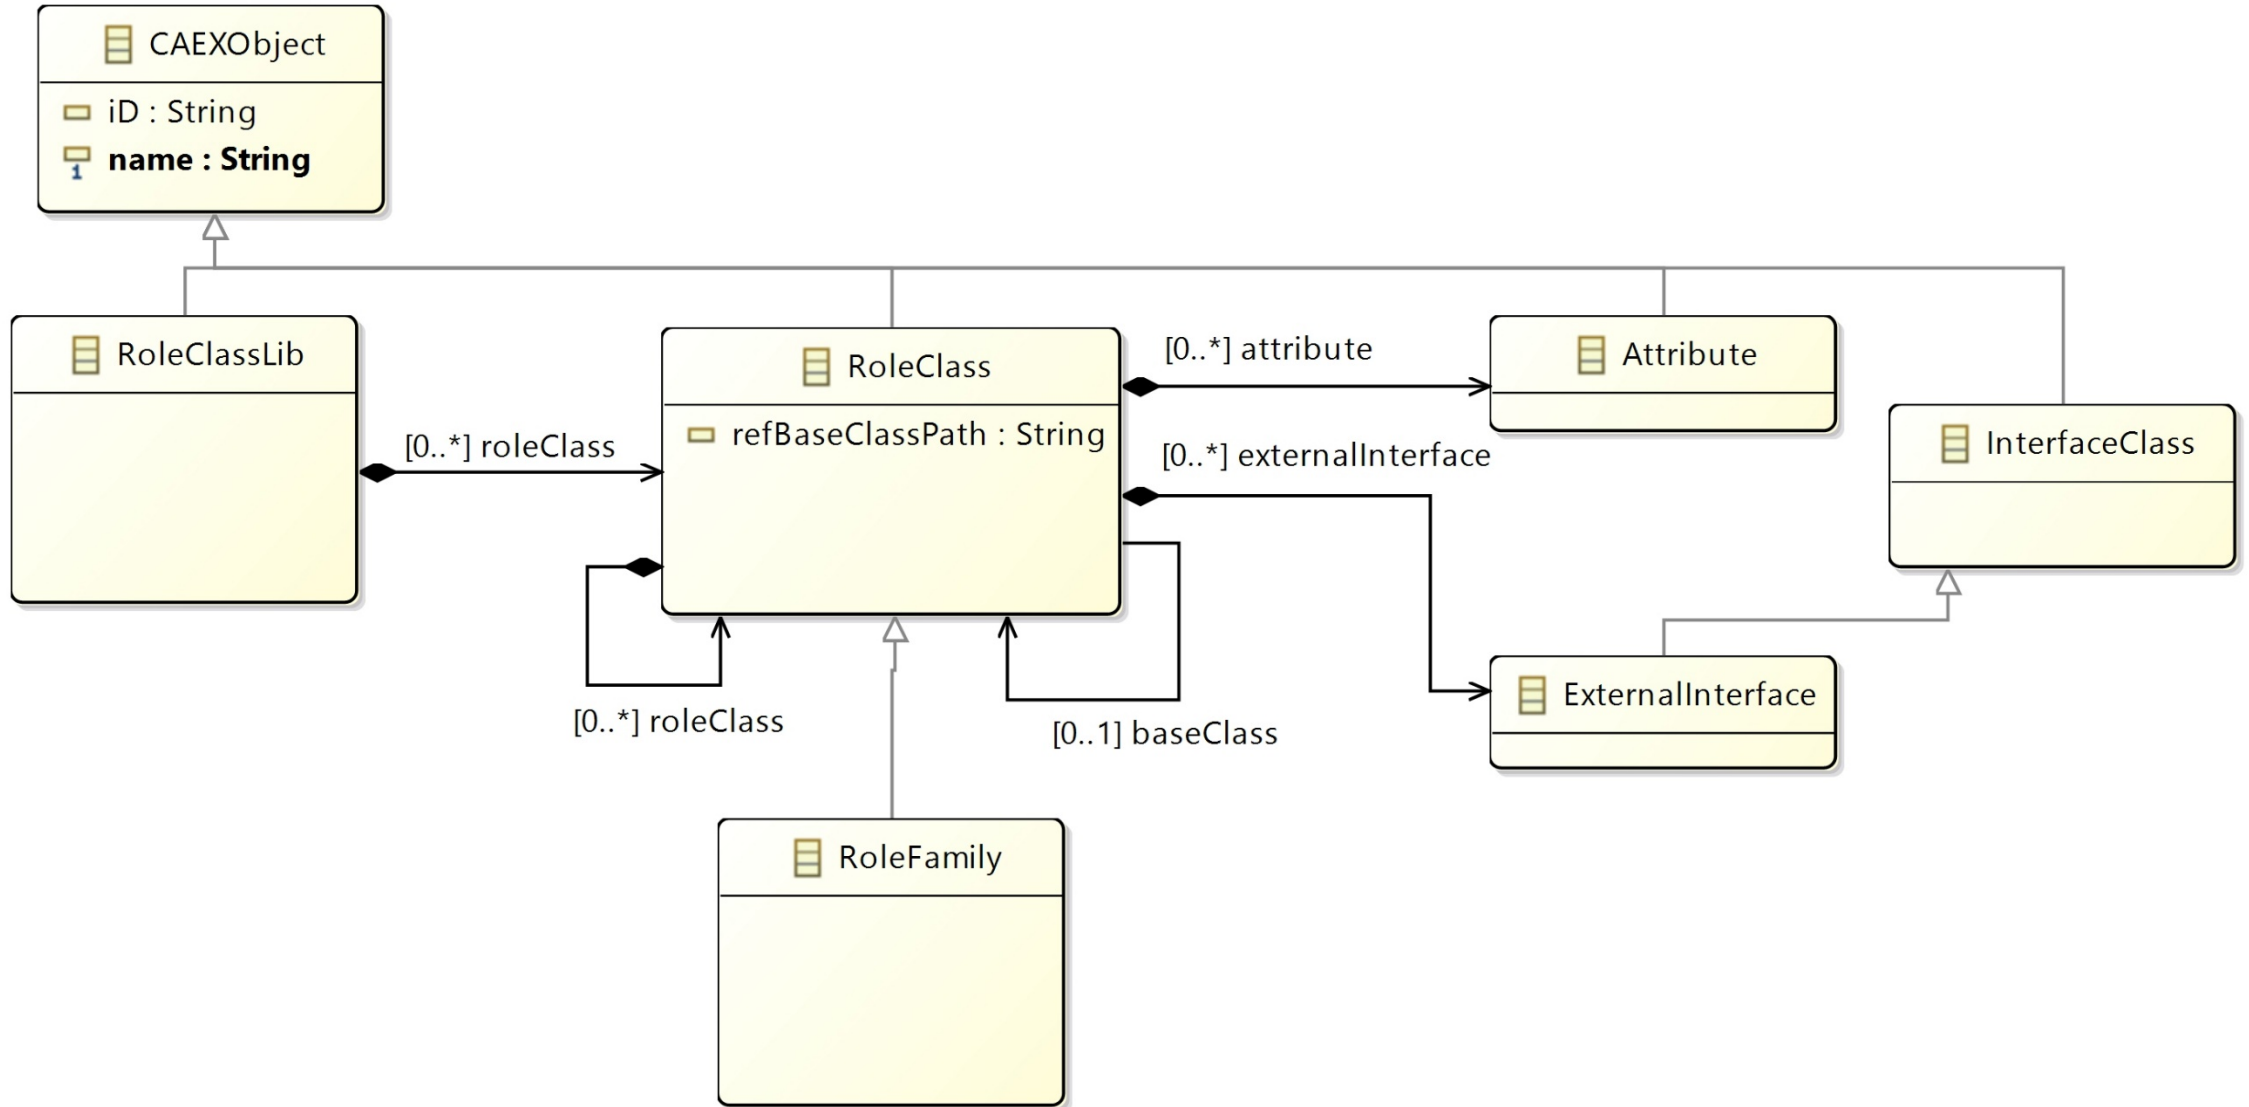 CAEXObject
iD : String
name : String
1
RoleClassLib
[0..*] roleClass
RoleClass
refBaseClassPath : String
[0..*] attribute
Attribute
[0..*] externalInterface
InterfaceClass
[0..*] roleClass
[0..1] baseClass
ExternalInterface
RoleFamily